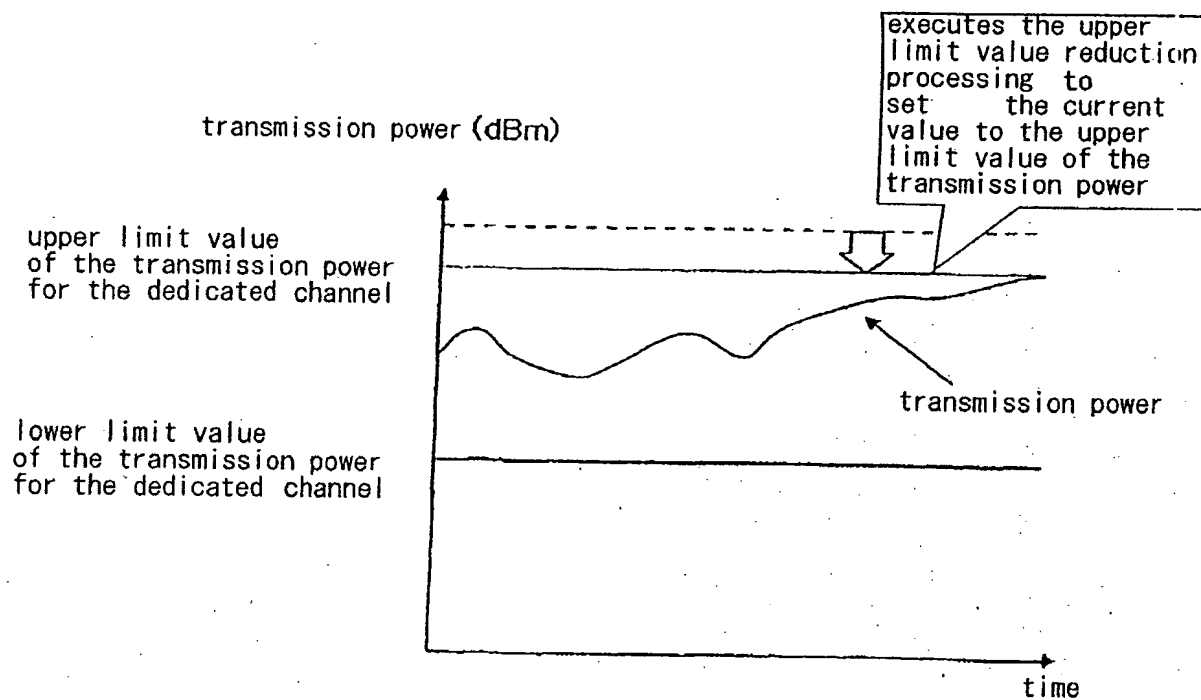 executes the upper
limit value reduction
processing to
set the current
value to the upper
limit value of the
transmission power
transmission power (dBm)
upper limit value
of the transmission power
for the dedicated channel
transmission power
lower limit value
of the transmission power
for the dedicated channel
time